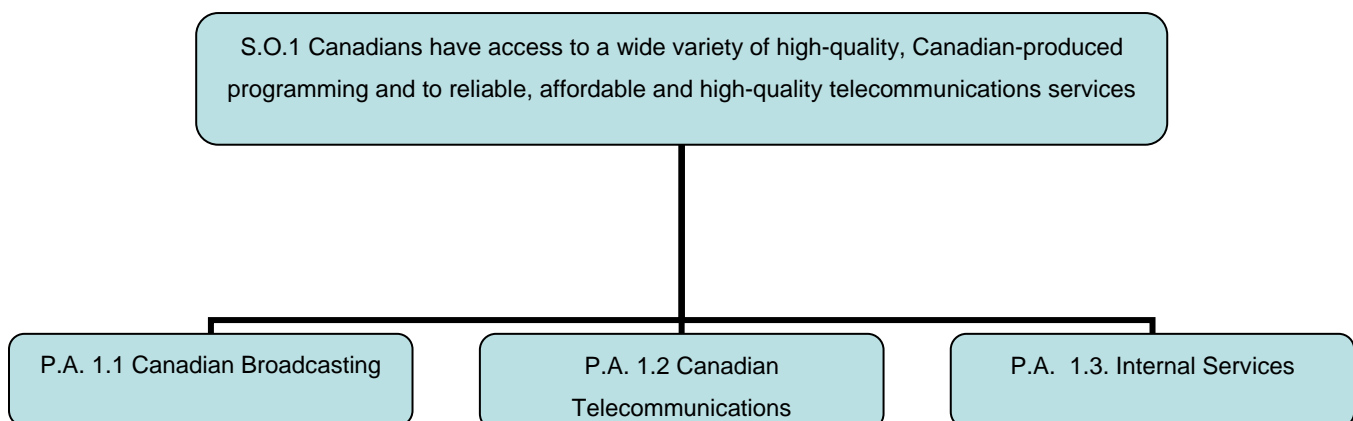 S.O.1 Canadians have access to a wide variety of high-quality, Canadian-produced
programming and to reliable, affordable and high-quality telecommunications services
P.A. 1.1 Canadian Broadcasting
P.A. 1.2 Canadian
Telecommunications
P.A. 1.3. Internal Services